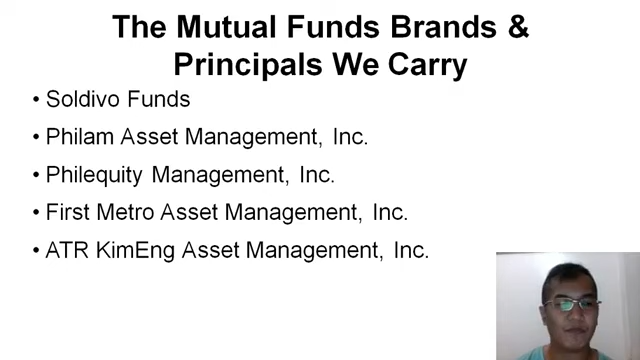 The Mutual Funds Brands &
Principals We Carry
• Soldivo Funds
• Philam Asset Management, Inc.
• Philequity Management, Inc.
• First Metro Asset Management, Inc.
• ATR KimEng Asset Management, Inc.